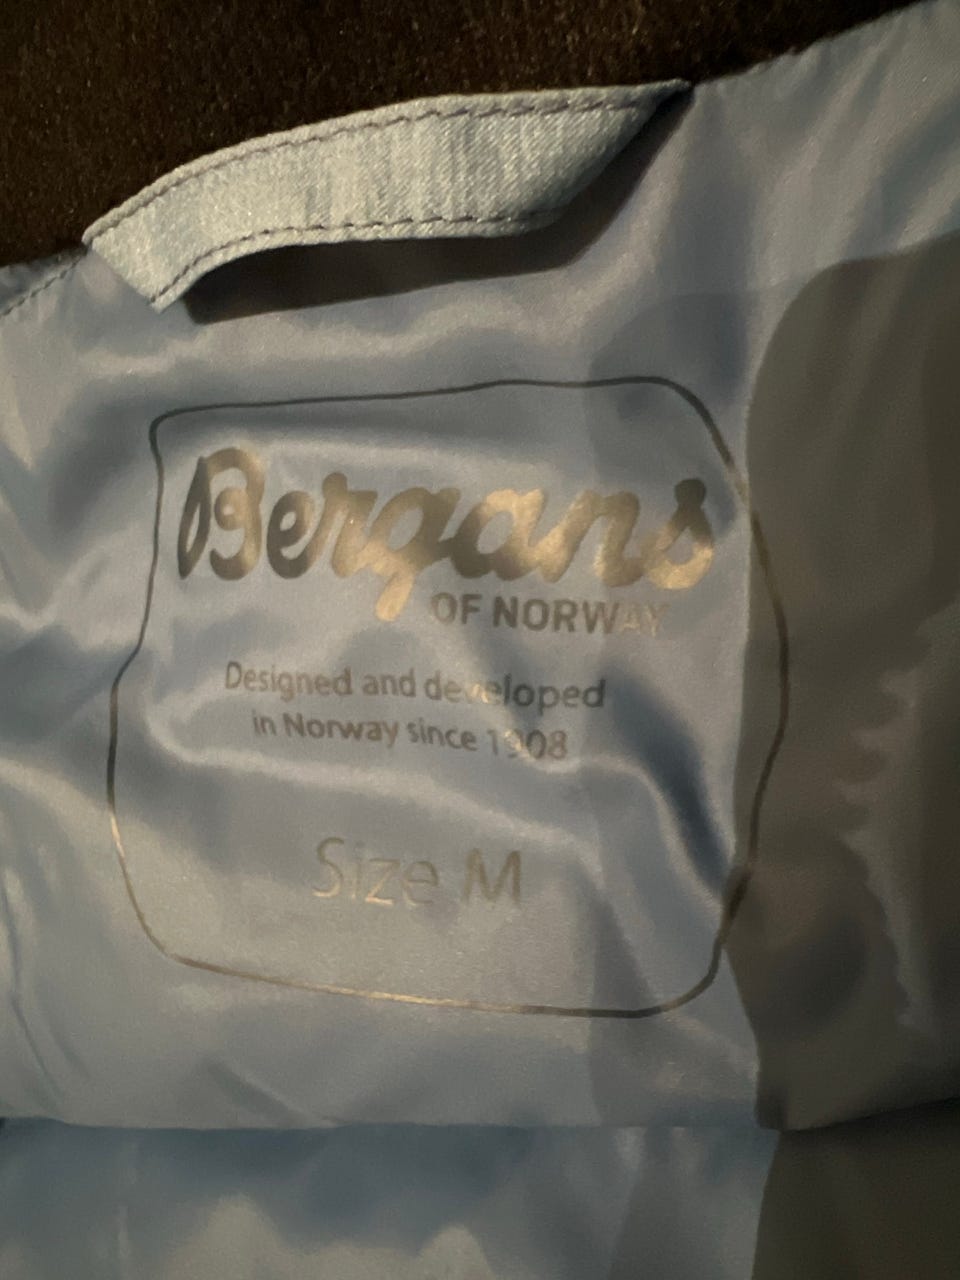 Bergans
OF NORWAY
Designed and developed
in Norway since 1908
Size M